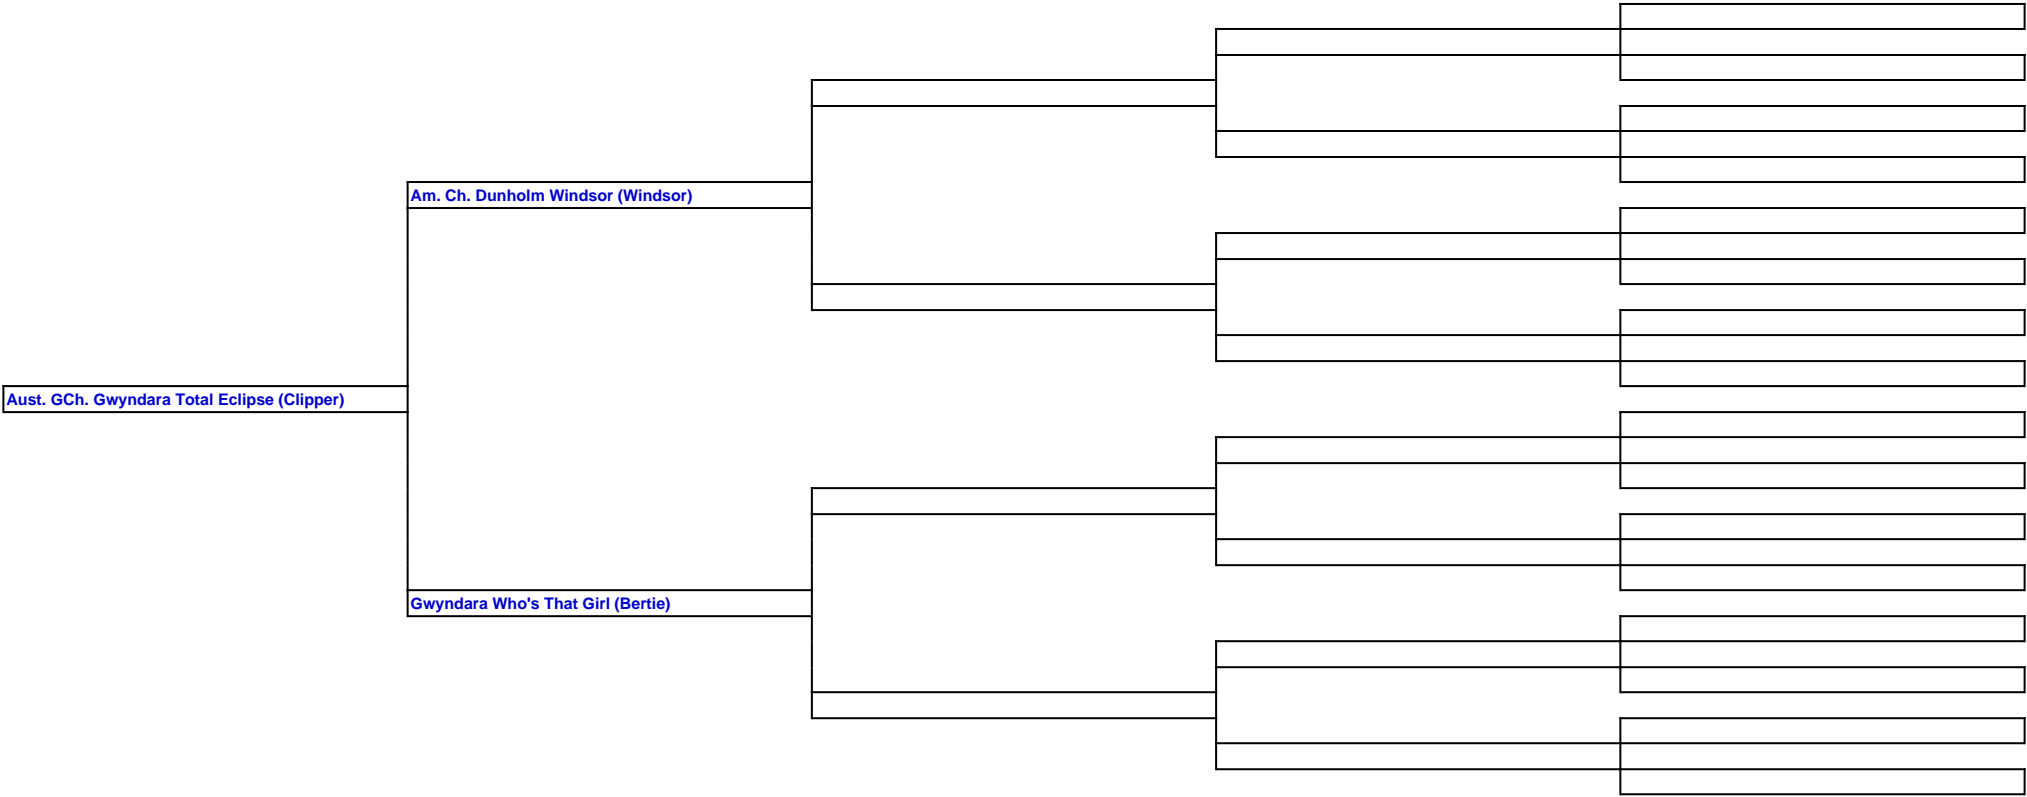 Am. Ch. Dunholm Windsor (Windsor)
Aust. GCh. Gwyndara Total Eclipse (Clipper)
Gwyndara Who's That Girl (Bertie)